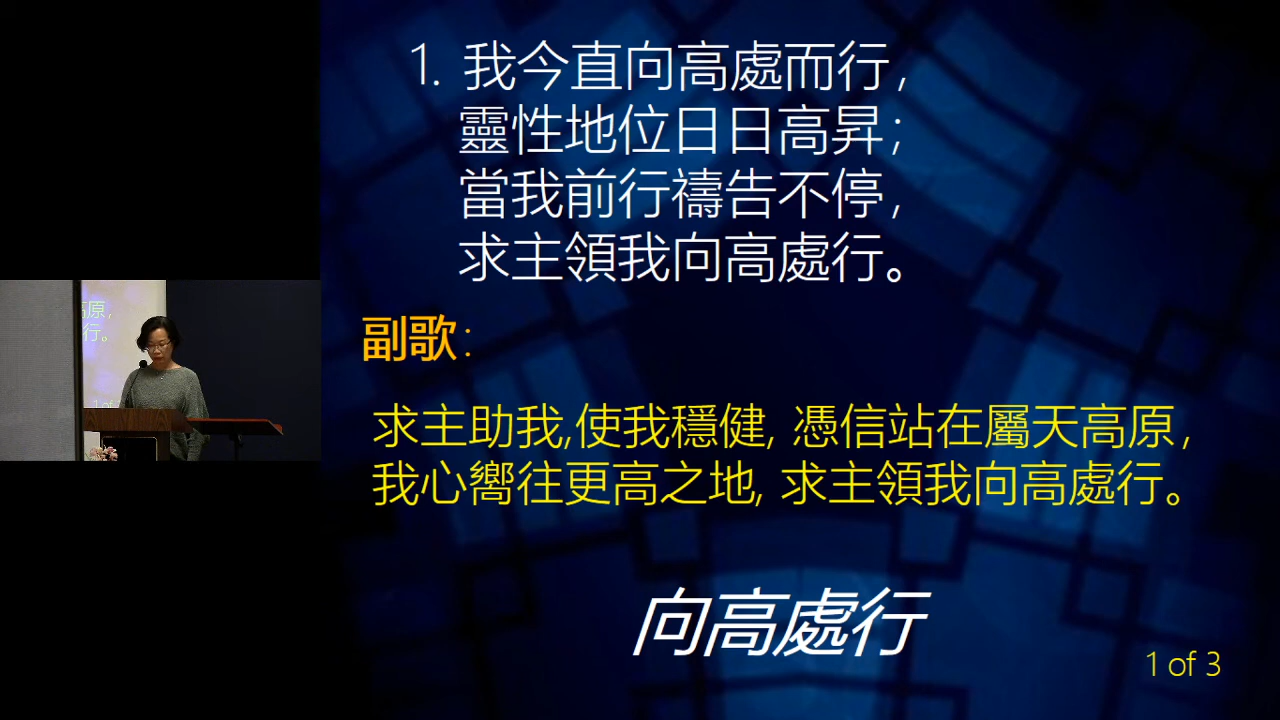 1. 我今直向高處而行,
靈性地位日日高昇;
當我前行禱告不停,
求主領我向高處行。
副歌:
求主助我,使我穩健, 憑信站在屬天高原,
我心嚮往更高之地, 求主領我向高處行。
向高處行
1 of 3
高原,
行。